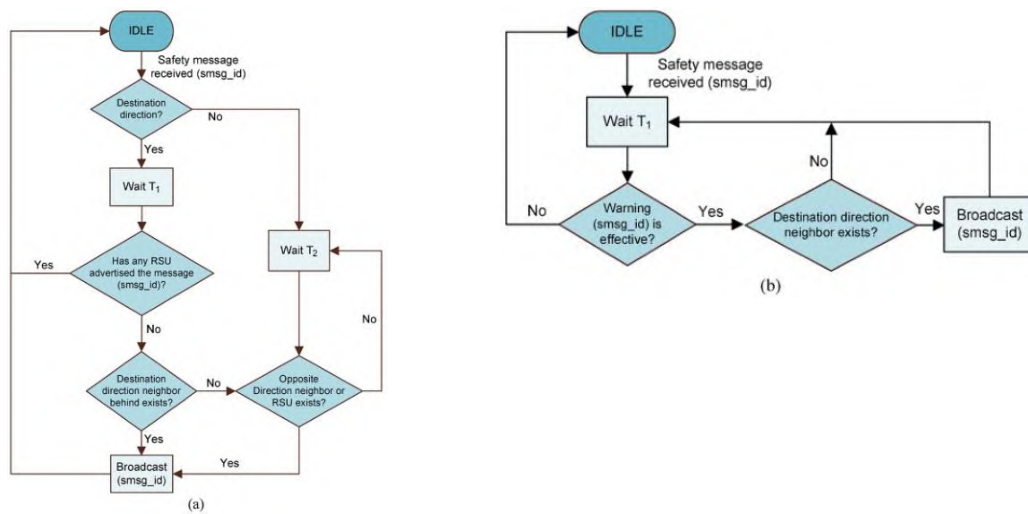 IDLE
Safety message
received (smsg_id)
Destination
direction?
No
Yes
Wait T₁
Wait T₂
Has any RSU
advertised the message
(smsg_id)?
Yes
No
No
Destination
direction neighbor
behind exists?
No
Opposite
Direction neighbor or
RSU exists?
Yes
Yes
Broadcast
(smsg_id)
(a)
IDLE
Safety message
received (smsg_id)
Wait T₁
No
No
Warning
(smsg_id) is
effective?
Yes
Destination direction
neighbor exists?
Yes
Broadcast
(smsg_id)
(b)